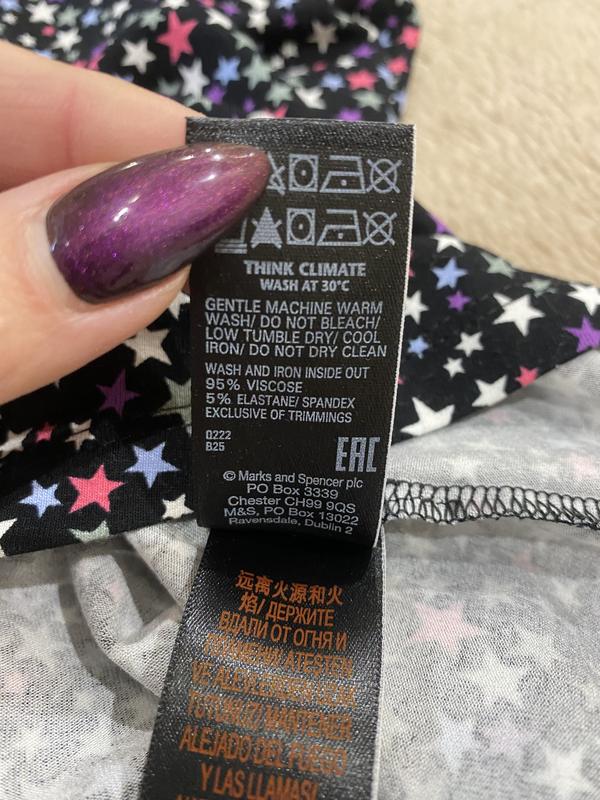 THINK CLIMATE
WASH AT 30°C
GENTLE MACHINE WARM
WASH/ DO NOT BLEACH/
LOW TUMBLE DRY/ COOL
IRON/ DO NOT DRY CLEAN
WASH AND IRON INSIDE OUT
95% VISCOSE
5% ELASTANE/ SPANDEX
EXCLUSIVE OF TRIMMINGS
Q222
B25
EAC
© Marks and Spencer plc
PO Box 3339
Chester CH99 9QS
M&S, PO Box 13022
Ravensdale, Dublin 2
远离火源和火
焰/ ДЕРЖИТЕ
ВДАЛИ ОТ ОГНЯ И
ATEŞTEN
MANTENER
ALEJADO DEL FUEGO
Y LAS LLAMAS/